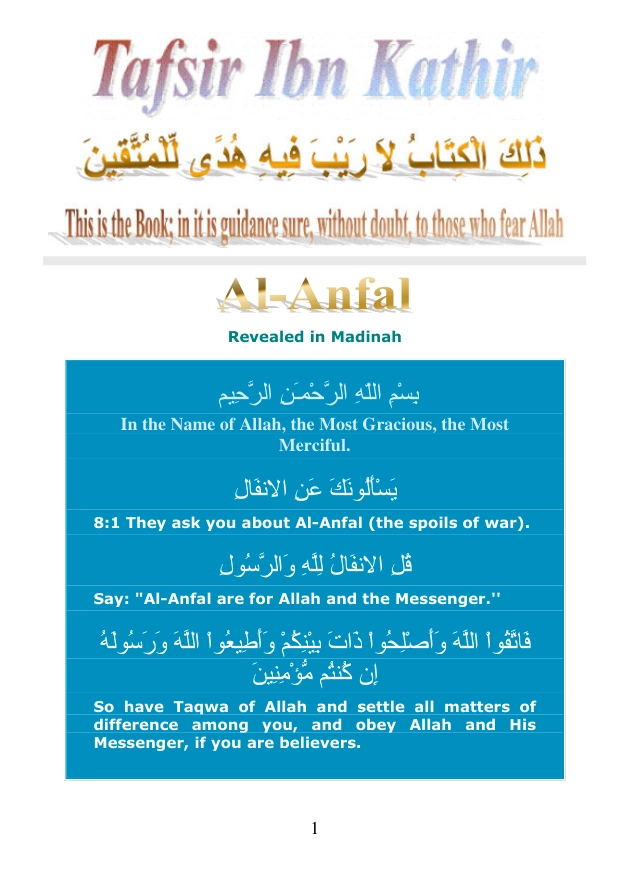 Tafsir Ibn Kathir
ذَلِكَ الْكِتَابُ لاَ رَيْبَ فِيهِ هُدًى لِّلْمُتَّقِينَ
This is the Book; in it is guidance sure, without doubt, to those who fear Allah
Al-Anfal
Revealed in Madinah
بِسْمِ اللَّهِ الرَّحْمـَنِ الرَّحِيمِ
In the Name of Allah, the Most Gracious, the Most
Merciful.
يَسْأَلُونَكَ عَنِ الانفَالِ
8:1 They ask you about Al-Anfal (the spoils of war).
قُلِ الانفَالُ لِلَّهِ وَالرَّسُولِ
Say: "Al-Anfal are for Allah and the Messenger.''
فَاتَّقُواْ اللَّهَ وَأَصْلِحُواْ ذَاتَ بِيْنِكُمْ وَأَطِيعُواْ اللَّهَ وَرَسُولَهُ
إِن كُنتُم مُّؤْمِنِينَ
So have Taqwa of Allah and settle all matters of
difference among you, and obey Allah and His
Messenger, if you are believers.
1